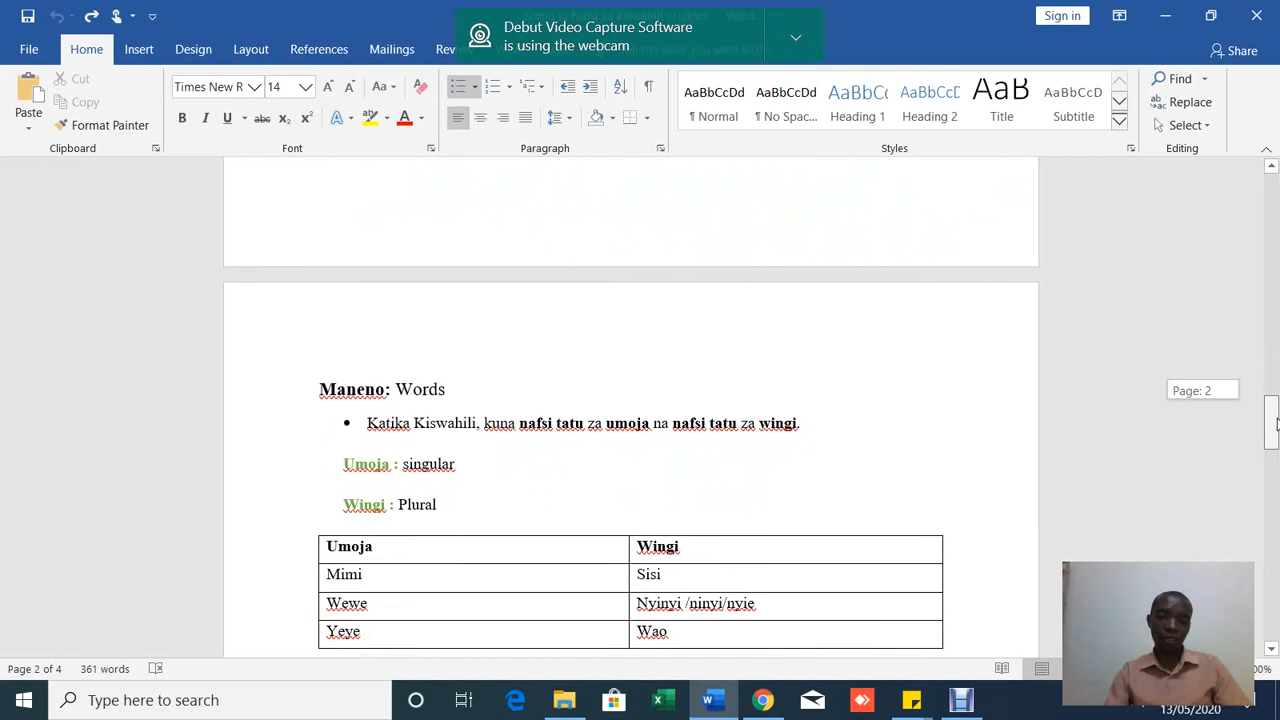 Sign in
Debut Video Capture Software
is using the webcam
File
Home
Insert
Design
Layout
References
Mailings
Share
Paste
Cut
Copy
Format Painter
Clipboard
Times New R
14
Aa
Font
Paragraph
AaBbCcDd
¶ Normal
AaBbCcDd
¶ No Spac...
AaBbCc
Heading 1
AaBbCcD
Heading 2
AaB
Title
AaBbCcD
Subtitle
Styles
Find
Replace
Select
Editing
Maneno: Words
Katika Kiswahili, kuna nafsi tatu za umoja na nafsi tatu za wingi.
Umoja : singular
Wingi : Plural
Umoja Wingi
Mimi Sisi
Wewe Nyinyi /ninyi/nyie
Yeye Wao
Page: 2
Page 2 of 4
361 words
Type here to search
13/05/2020